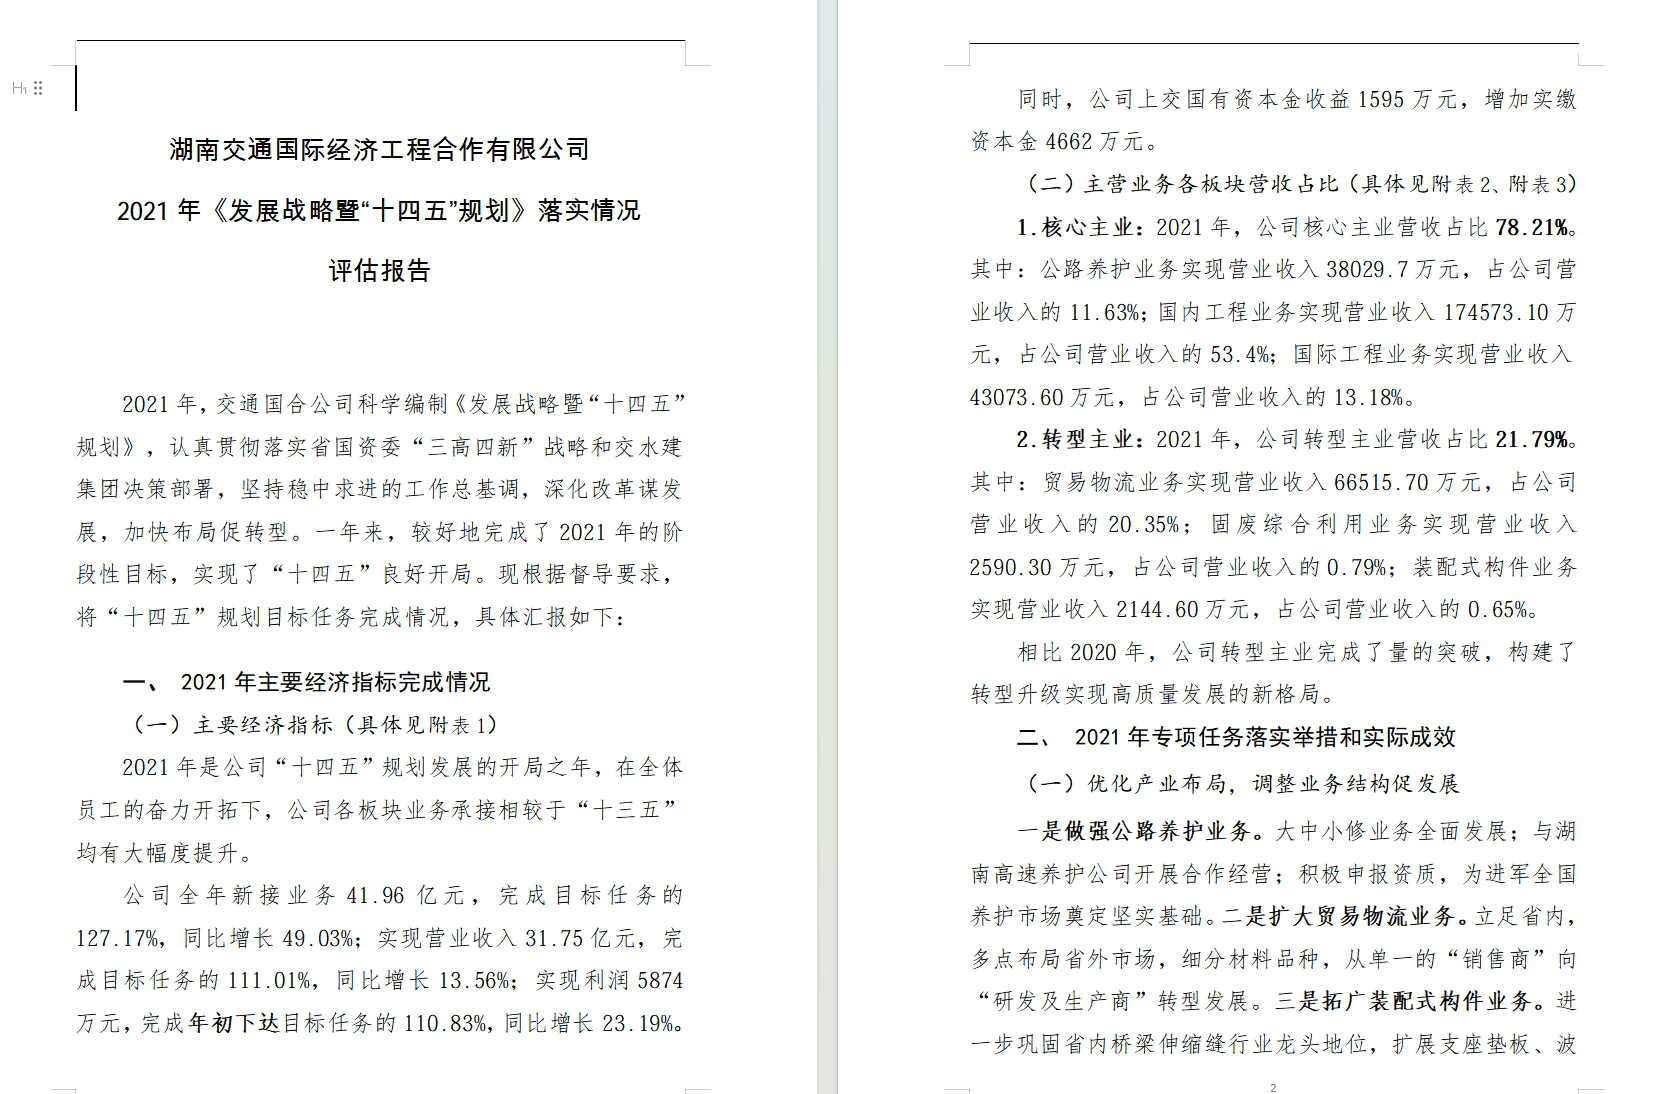 H1
湖南交通国际经济工程合作有限公司
2021 年《发展战略暨“十四五”规划》落实情况
评估报告
2021 年，交通国合公司科学编制《发展战略暨“十四五”
规划》，认真贯彻落实省国资委“三高四新”战略和交水建
集团决策部署，坚持稳中求进的工作总基调，深化改革谋发
展，加快布局促转型。一年来，较好地完成了 2021 年的阶
段性目标，实现了“十四五”良好开局。现根据督导要求，
将“十四五”规划目标任务完成情况，具体汇报如下：
一、 2021 年主要经济指标完成情况
（一）主要经济指标（具体见附表 1）
2021 年是公司“十四五”规划发展的开局之年，在全体
员工的奋力开拓下，公司各板块业务承接相较于“十三五”
均有大幅度提升。
公司全年新接业务 41.96 亿元，完成目标任务的
127.17%，同比增长 49.03%；实现营业收入 31.75 亿元，完
成目标任务的 111.01%，同比增长 13.56%；实现利润 5874
万元，完成年初下达目标任务的 110.83%，同比增长 23.19%。
同时，公司上交国有资本金收益 1595 万元，增加实缴
资本金 4662 万元。
（二）主营业务各板块营收占比（具体见附表 2、附表 3）
1.核心主业：2021 年，公司核心主业营收占比 78.21%。
其中：公路养护业务实现营业收入 38029.7 万元，占公司营
业收入的 11.63%；国内工程业务实现营业收入 174573.10 万
元，占公司营业收入的 53.4%；国际工程业务实现营业收入
43073.60 万元，占公司营业收入的 13.18%。
2.转型主业：2021 年，公司转型主业营收占比 21.79%。
其中：贸易物流业务实现营业收入 66515.70 万元，占公司
营业收入的 20.35%；固废综合利用业务实现营业收入
2590.30 万元，占公司营业收入的 0.79%；装配式构件业务
实现营业收入 2144.60 万元，占公司营业收入的 0.65%。
相比 2020 年，公司转型主业完成了量的突破，构建了
转型升级实现高质量发展的新格局。
二、 2021 年专项任务落实举措和实际成效
（一）优化产业布局，调整业务结构促发展
一是做强公路养护业务。大中小修业务全面发展；与湖
南高速养护公司开展合作经营；积极申报资质，为进军全国
养护市场奠定坚实基础。二是扩大贸易物流业务。立足省内，
多点布局省外市场，细分材料品种，从单一的“销售商”向
“研发及生产商”转型发展。三是拓广装配式构件业务。进
一步巩固省内桥梁伸缩缝行业龙头地位，扩展支座垫板、波
2